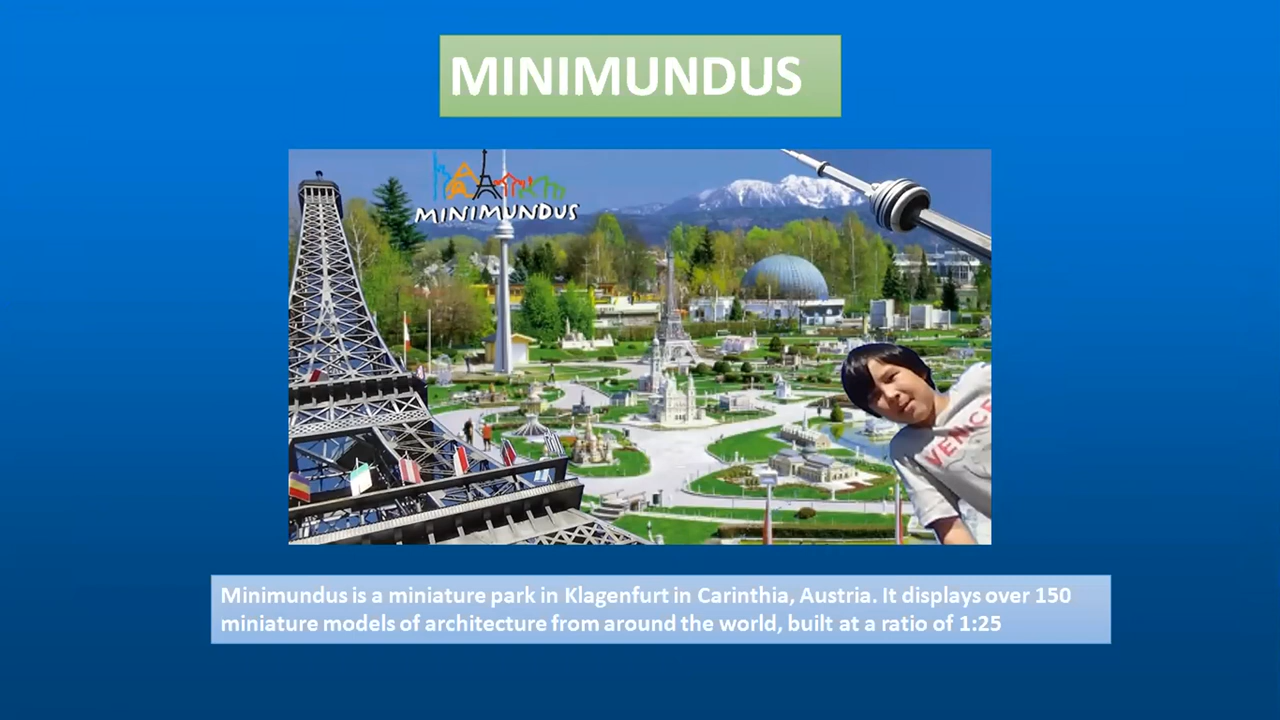 MINIMUNDUS
MINIMUNDUS
VENICE
Minimundus is a miniature park in Klagenfurt in Carinthia, Austria. It displays over 150
miniature models of architecture from around the world, built at a ratio of 1:25